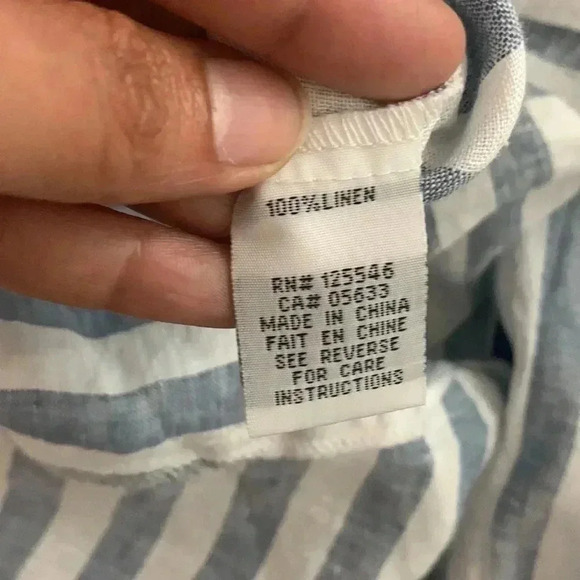 100%LINEN
RN# 125546
CA# 05633
MADE IN CHINA
FAIT EN CHINE
SEE REVERSE
FOR CARE
INSTRUCTIONS